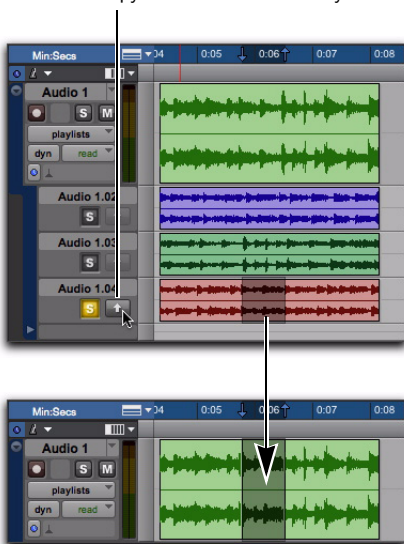 Min:Secs 0:05 0:06 0:07 0:08
Audio 1
S M
playlists
dyn read
Audio 1.02
S
Audio 1.03
S
Audio 1.04
S
Min:Secs 0:05 0:06 0:07 0:08
Audio 1
S M
playlists
dyn read